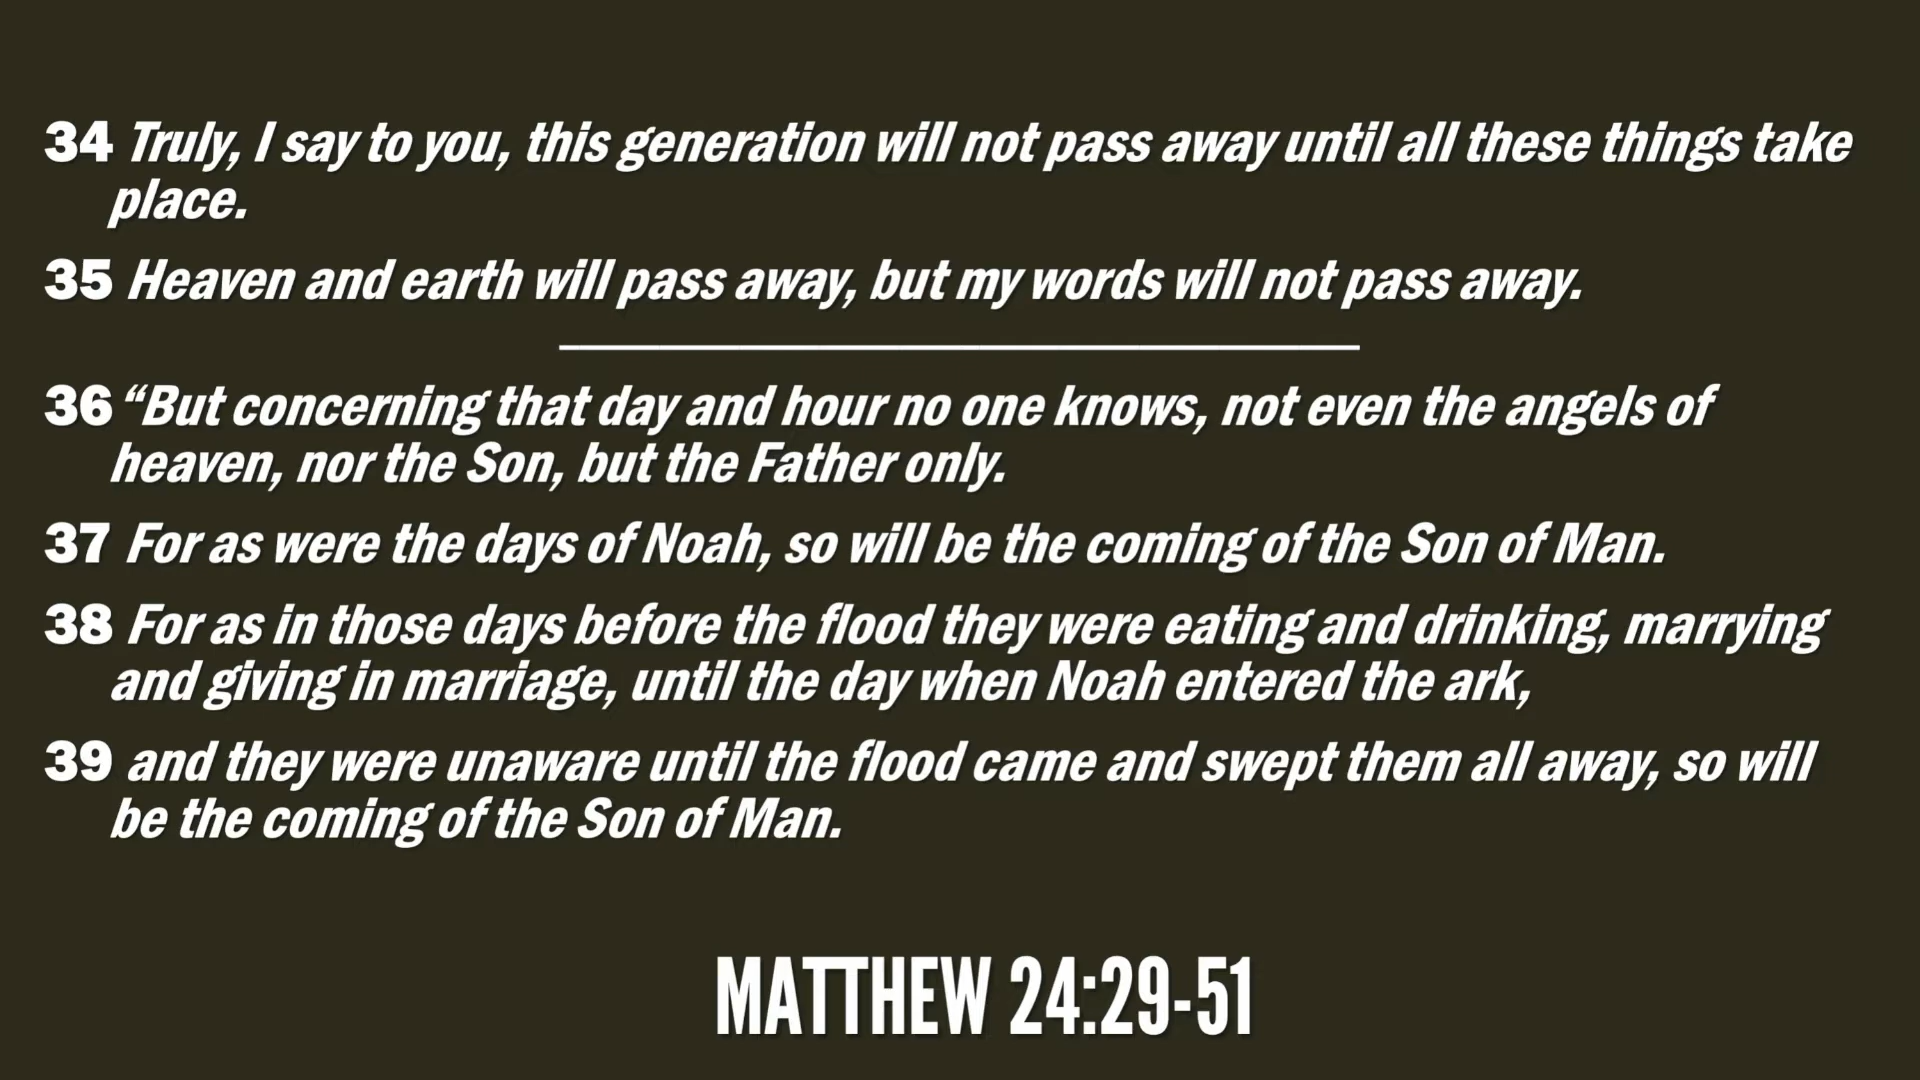 34 Truly, I say to you, this generation will not pass away until all these things take
place.
35 Heaven and earth will pass away, but my words will not pass away.
36 “But concerning that day and hour no one knows, not even the angels of
heaven, nor the Son, but the Father only.
37 For as were the days of Noah, so will be the coming of the Son of Man.
38 For as in those days before the flood they were eating and drinking, marrying
and giving in marriage, until the day when Noah entered the ark,
39 and they were unaware until the flood came and swept them all away, so will
be the coming of the Son of Man.
MATTHEW 24:29-51